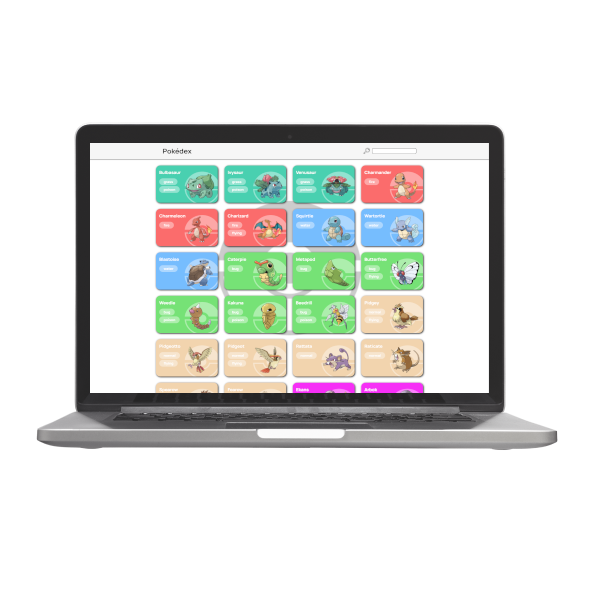 Pokédex
Bulbasaur
grass
poison
Ivysaur
grass
poison
Venusaur
grass
poison
Charmander
fire
Charmeleon
fire
Charizard
fire
flying
Squirtle
water
Wartortle
water
Blastoise
water
Caterpie
bug
Metapod
bug
Butterfree
bug
flying
Weedle
bug
poison
Kakuna
bug
poison
Beedrill
bug
poison
Pidgey
normal
flying
Pidgeotto
normal
flying
Pidgeot
normal
flying
Rattata
normal
Raticate
normal
Spearow
Fearow
Ekans
Arbok